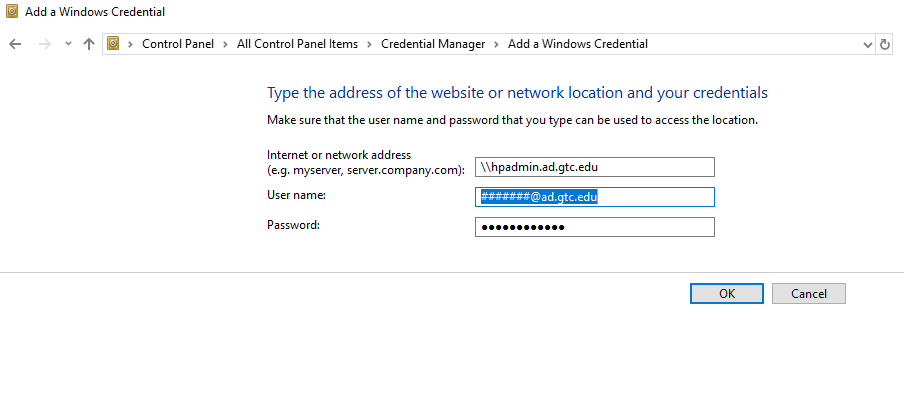 Add a Windows Credential
Control Panel > All Control Panel Items > Credential Manager > Add a Windows Credential
Type the address of the website or network location and your credentials
Make sure that the user name and password that you type can be used to access the location.
Internet or network address
(e.g. myserver, server.company.com): \\hpadmin.ad.gtc.edu
User name: #######@ad.gtc.edu
Password: ●●●●●●●●●●●●
OK Cancel